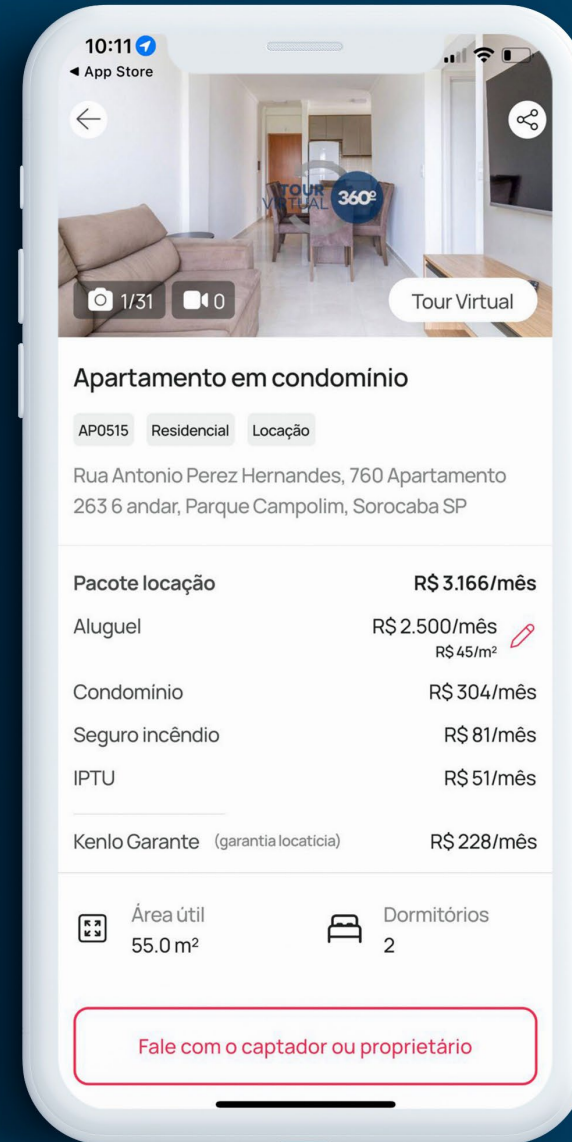 10:11
◀ App Store
TOUR
VIRTUAL 360º
1/31 0 Tour Virtual
Apartamento em condomínio
AP0515 Residencial Locação
Rua Antonio Perez Hernandes, 760 Apartamento
263 6 andar, Parque Campolim, Sorocaba SP
Pacote locação R$ 3.166/mês
Aluguel R$ 2.500/mês
R$ 45/m²
Condomínio R$ 304/mês
Seguro incêndio R$ 81/mês
IPTU R$ 51/mês
Kenlo Garante (garantia locatícia) R$ 228/mês
Área útil Dormitórios
55.0 m² 2
Fale com o captador ou proprietário